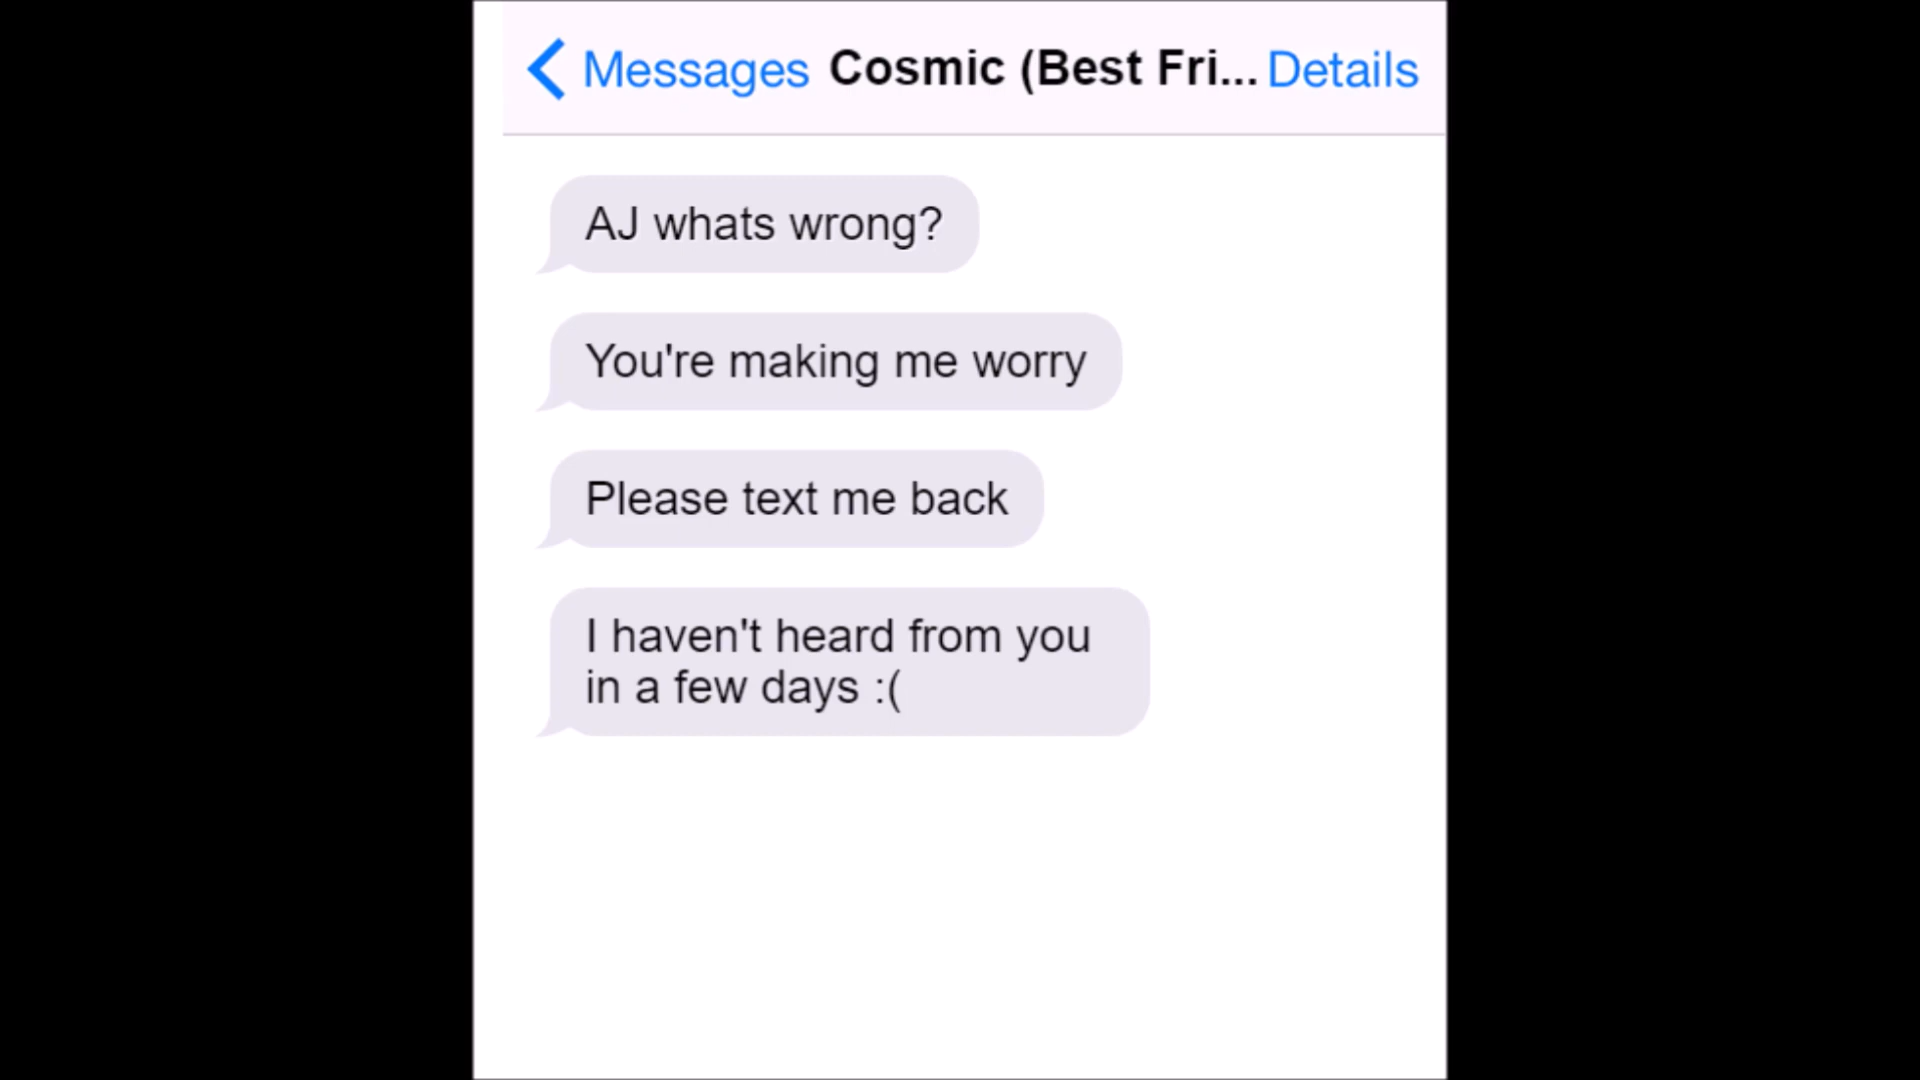 Messages Cosmic (Best Fri... Details
AJ whats wrong?
You're making me worry
Please text me back
I haven't heard from you
in a few days :(